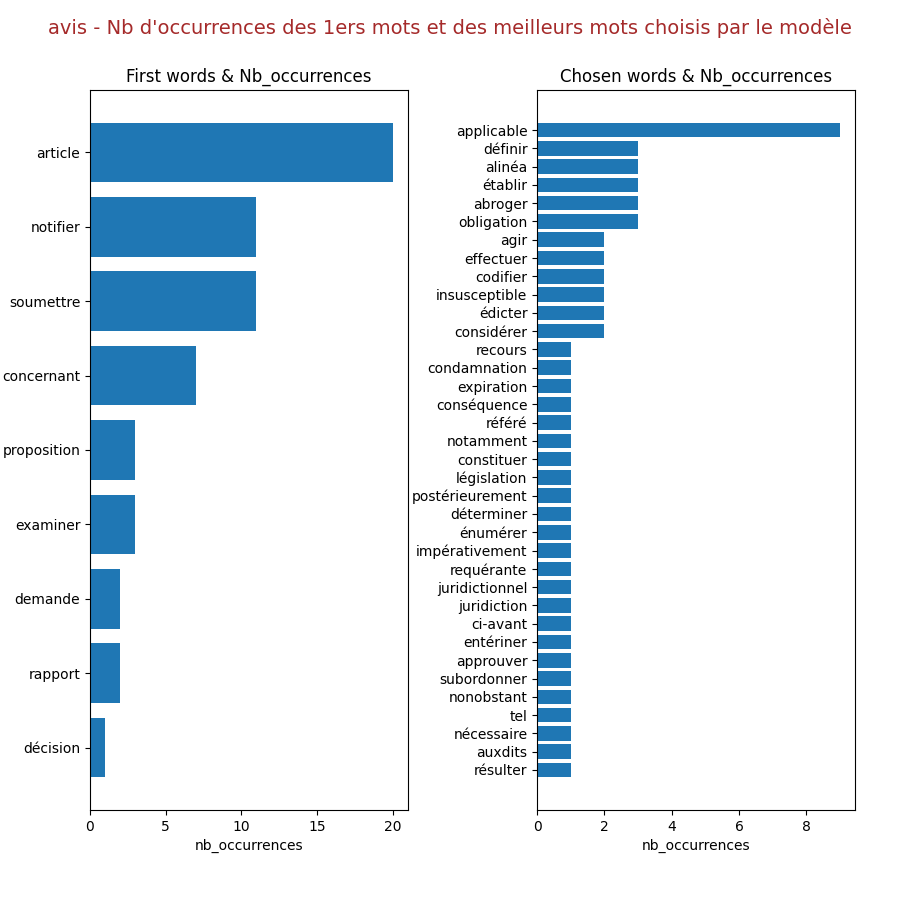 avis - Nb d'occurrences des 1ers mots et des meilleurs mots choisis par le modèle
First words & Nb_occurrences
article
notifier
soumettre
concernant
proposition
examiner
demande
rapport
décision
0 5 10 15 20
nb_occurrences
Chosen words & Nb_occurrences
applicable
définir
alinéa
établir
abroger
obligation
agir
effectuer
codifier
insusceptible
édicter
considérer
recours
condamnation
expiration
conséquence
référé
notamment
constituer
législation
postérieurement
déterminer
énumérer
impérativement
requérante
juridictionnel
juridiction
ci-avant
entériner
approuver
subordonner
nonobstant
tel
nécessaire
auxdits
résulter
0 2 4 6 8
nb_occurrences